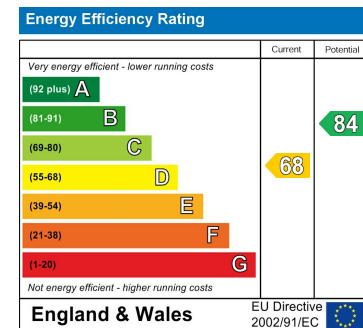 Energy Efficiency Rating
Current Potential
Very energy efficient - lower running costs
(92 plus) A
(81-91) B
84
(69-80) C
68
(55-68) D
(39-54) E
(21-38) F
(1-20) G
Not energy efficient - higher running costs
England & Wales
EU Directive
2002/91/EC